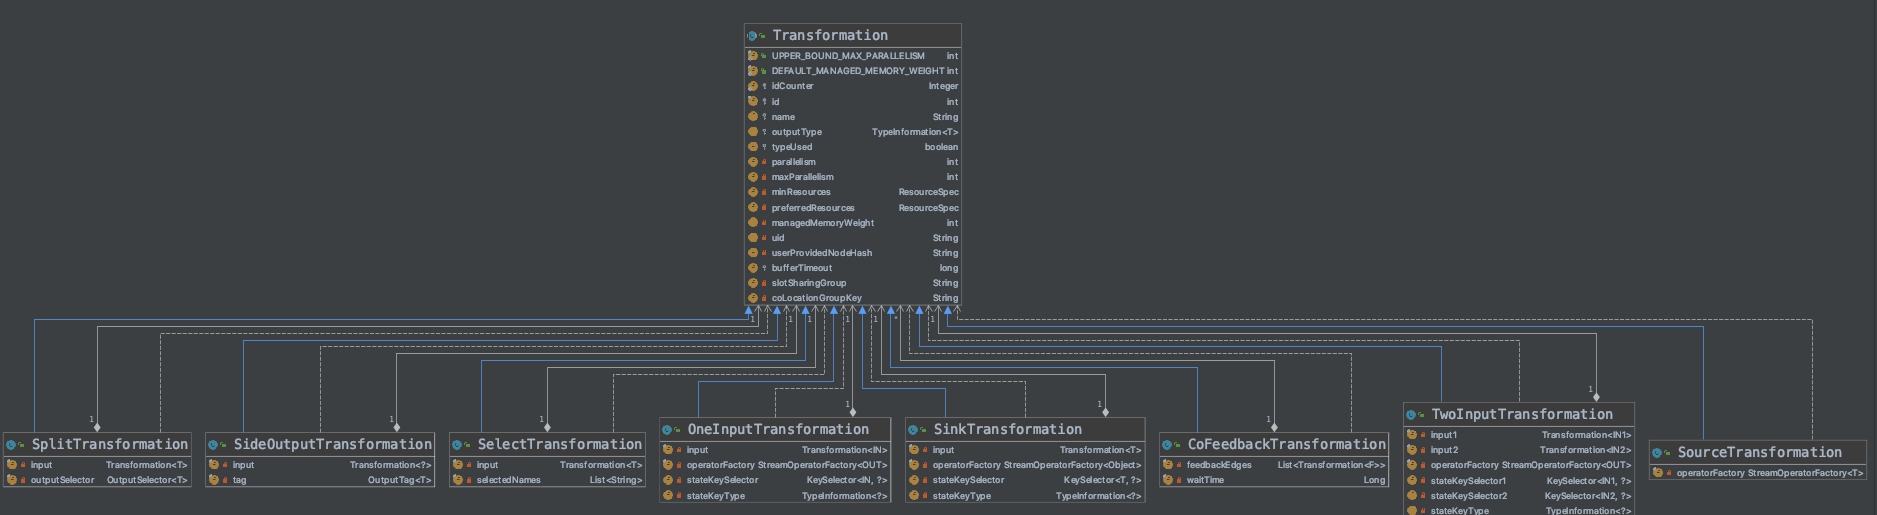 Transformation
UPPER_BOUND_MAX_PARALLELISM int
DEFAULT_MANAGED_MEMORY_WEIGHT int
idCounter Integer
id int
name String
outputType TypeInformation<T>
typeUsed boolean
parallelism int
maxParallelism int
minResources ResourceSpec
preferredResources ResourceSpec
managedMemoryWeight int
uid String
userProvidedNodeHash String
bufferTimeout long
slotSharingGroup String
coLocationGroupKey String
1 1 1 1 1 * 1
1 1 1 1 1 1 1
SplitTransformation
input Transformation<T>
outputSelector OutputSelector<T>
SideOutputTransformation
input Transformation<?>
tag OutputTag<T>
SelectTransformation
input Transformation<T>
selectedNames List<String>
OneInputTransformation
input Transformation<IN>
operatorFactory StreamOperatorFactory<OUT>
stateKeySelector KeySelector<IN, ?>
stateKeyType TypeInformation<?>
SinkTransformation
input Transformation<T>
operatorFactory StreamOperatorFactory<Object>
stateKeySelector KeySelector<T, ?>
stateKeyType TypeInformation<?>
CoFeedbackTransformation
feedbackEdges List<Transformation<F>>
waitTime Long
TwoInputTransformation
input1 Transformation<IN1>
input2 Transformation<IN2>
operatorFactory StreamOperatorFactory<OUT>
stateKeySelector1 KeySelector<IN1, ?>
stateKeySelector2 KeySelector<IN2, ?>
stateKeyType TypeInformation<?>
SourceTransformation
operatorFactory StreamOperatorFactory<T>